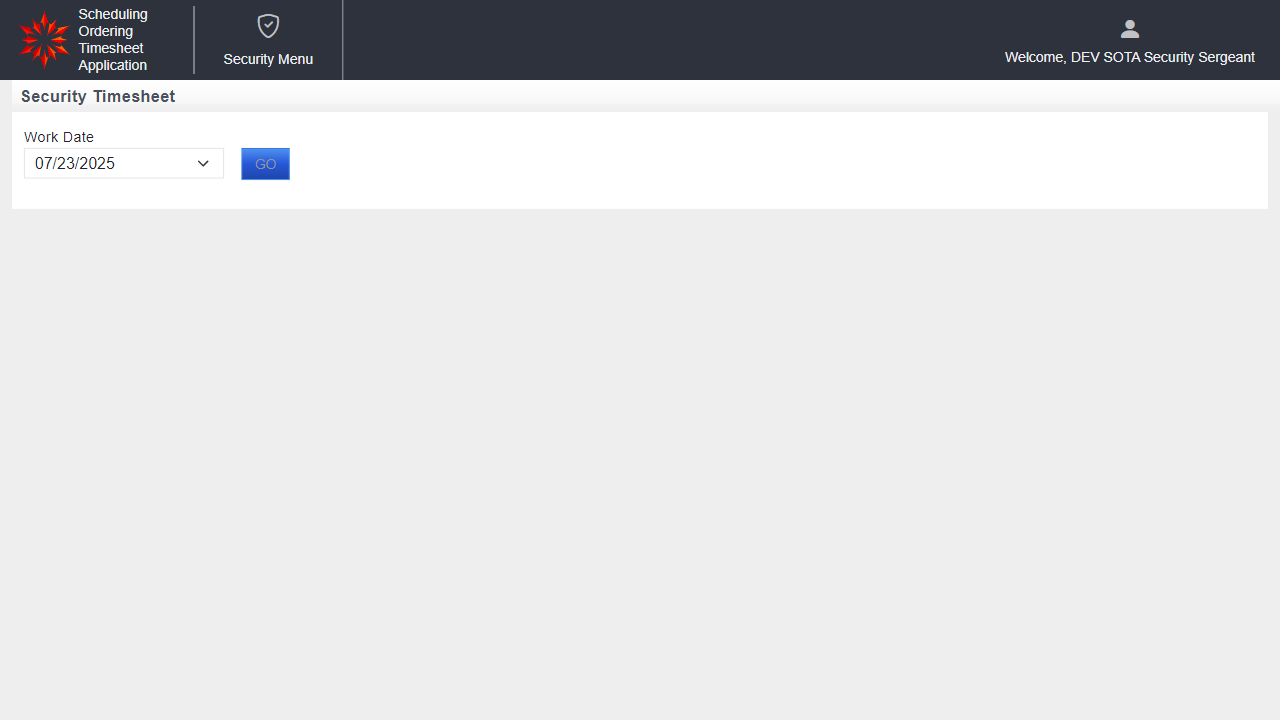 Scheduling
Ordering
Timesheet
Application
Security Menu
Welcome, DEV SOTA Security Sergeant
Security Timesheet
Work Date
07/23/2025
GO